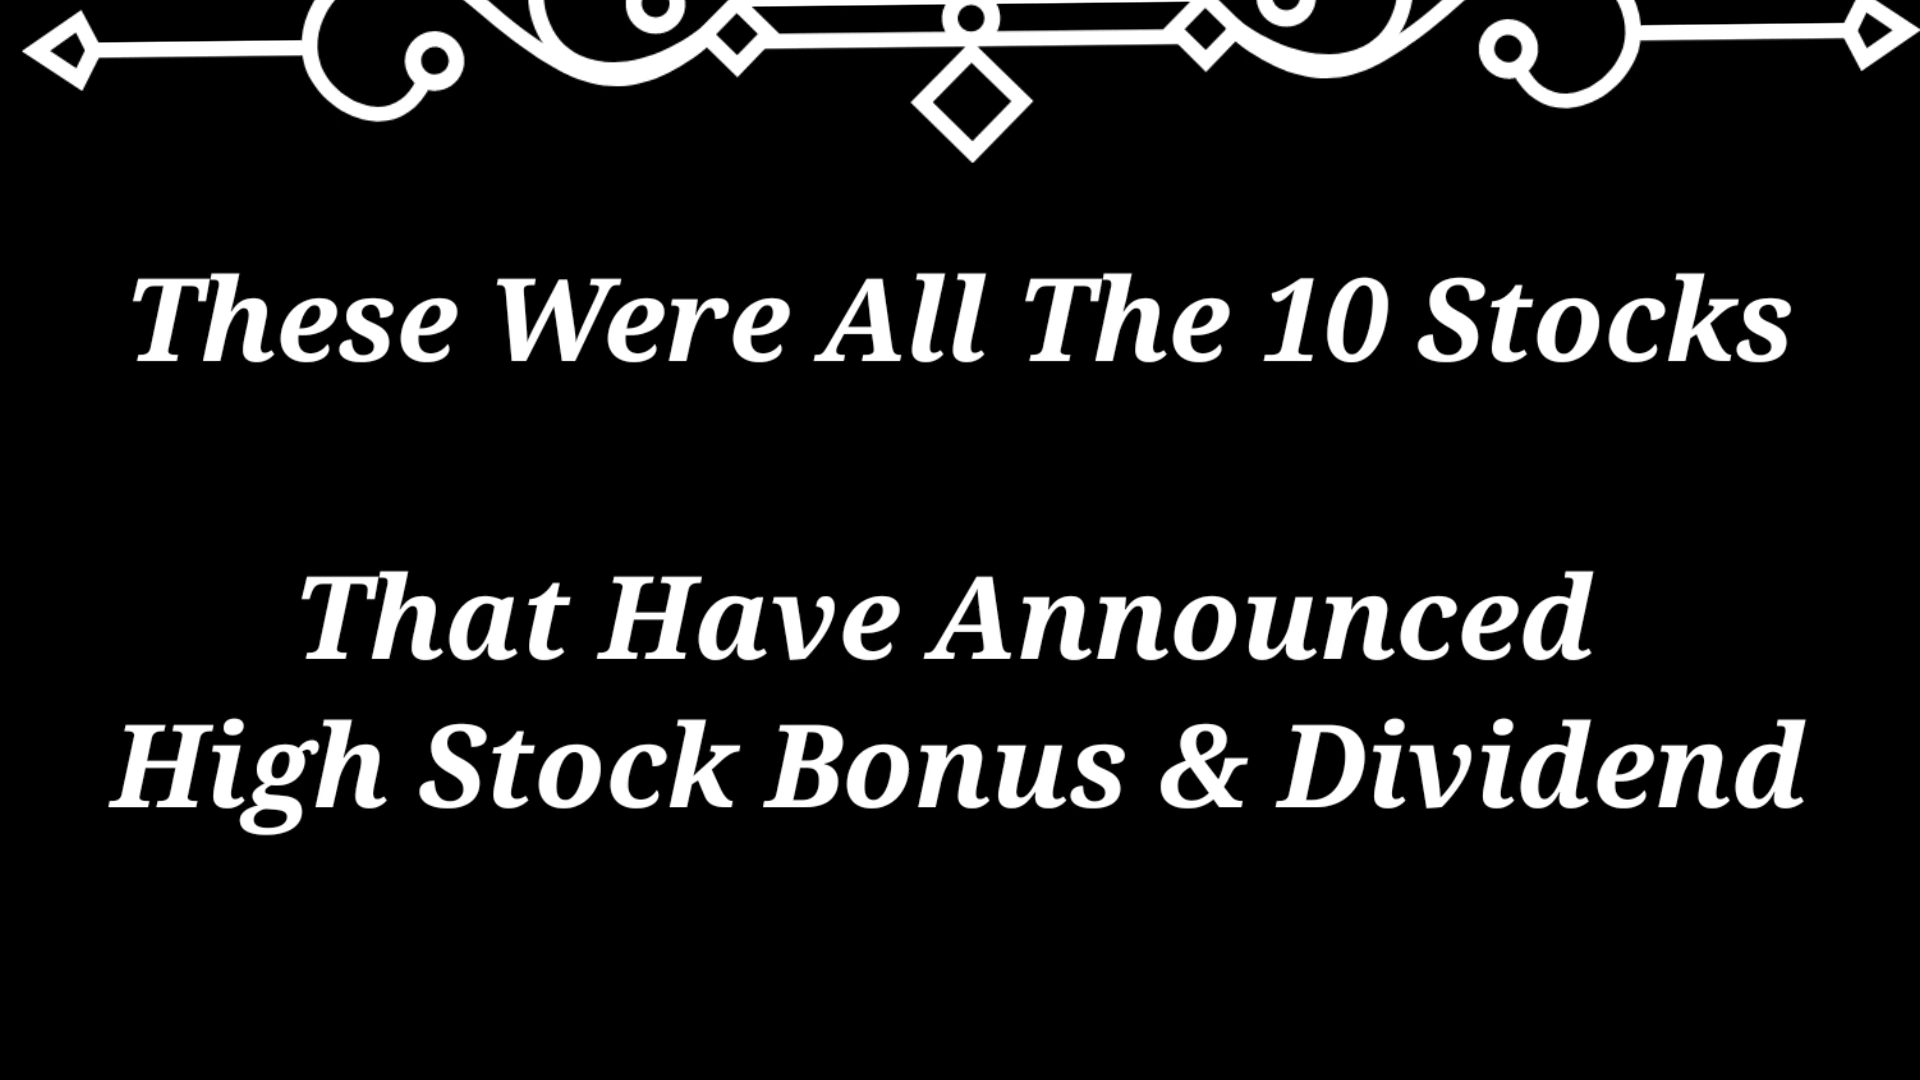 These Were All The 10 Stocks
That Have Announced
High Stock Bonus & Dividend